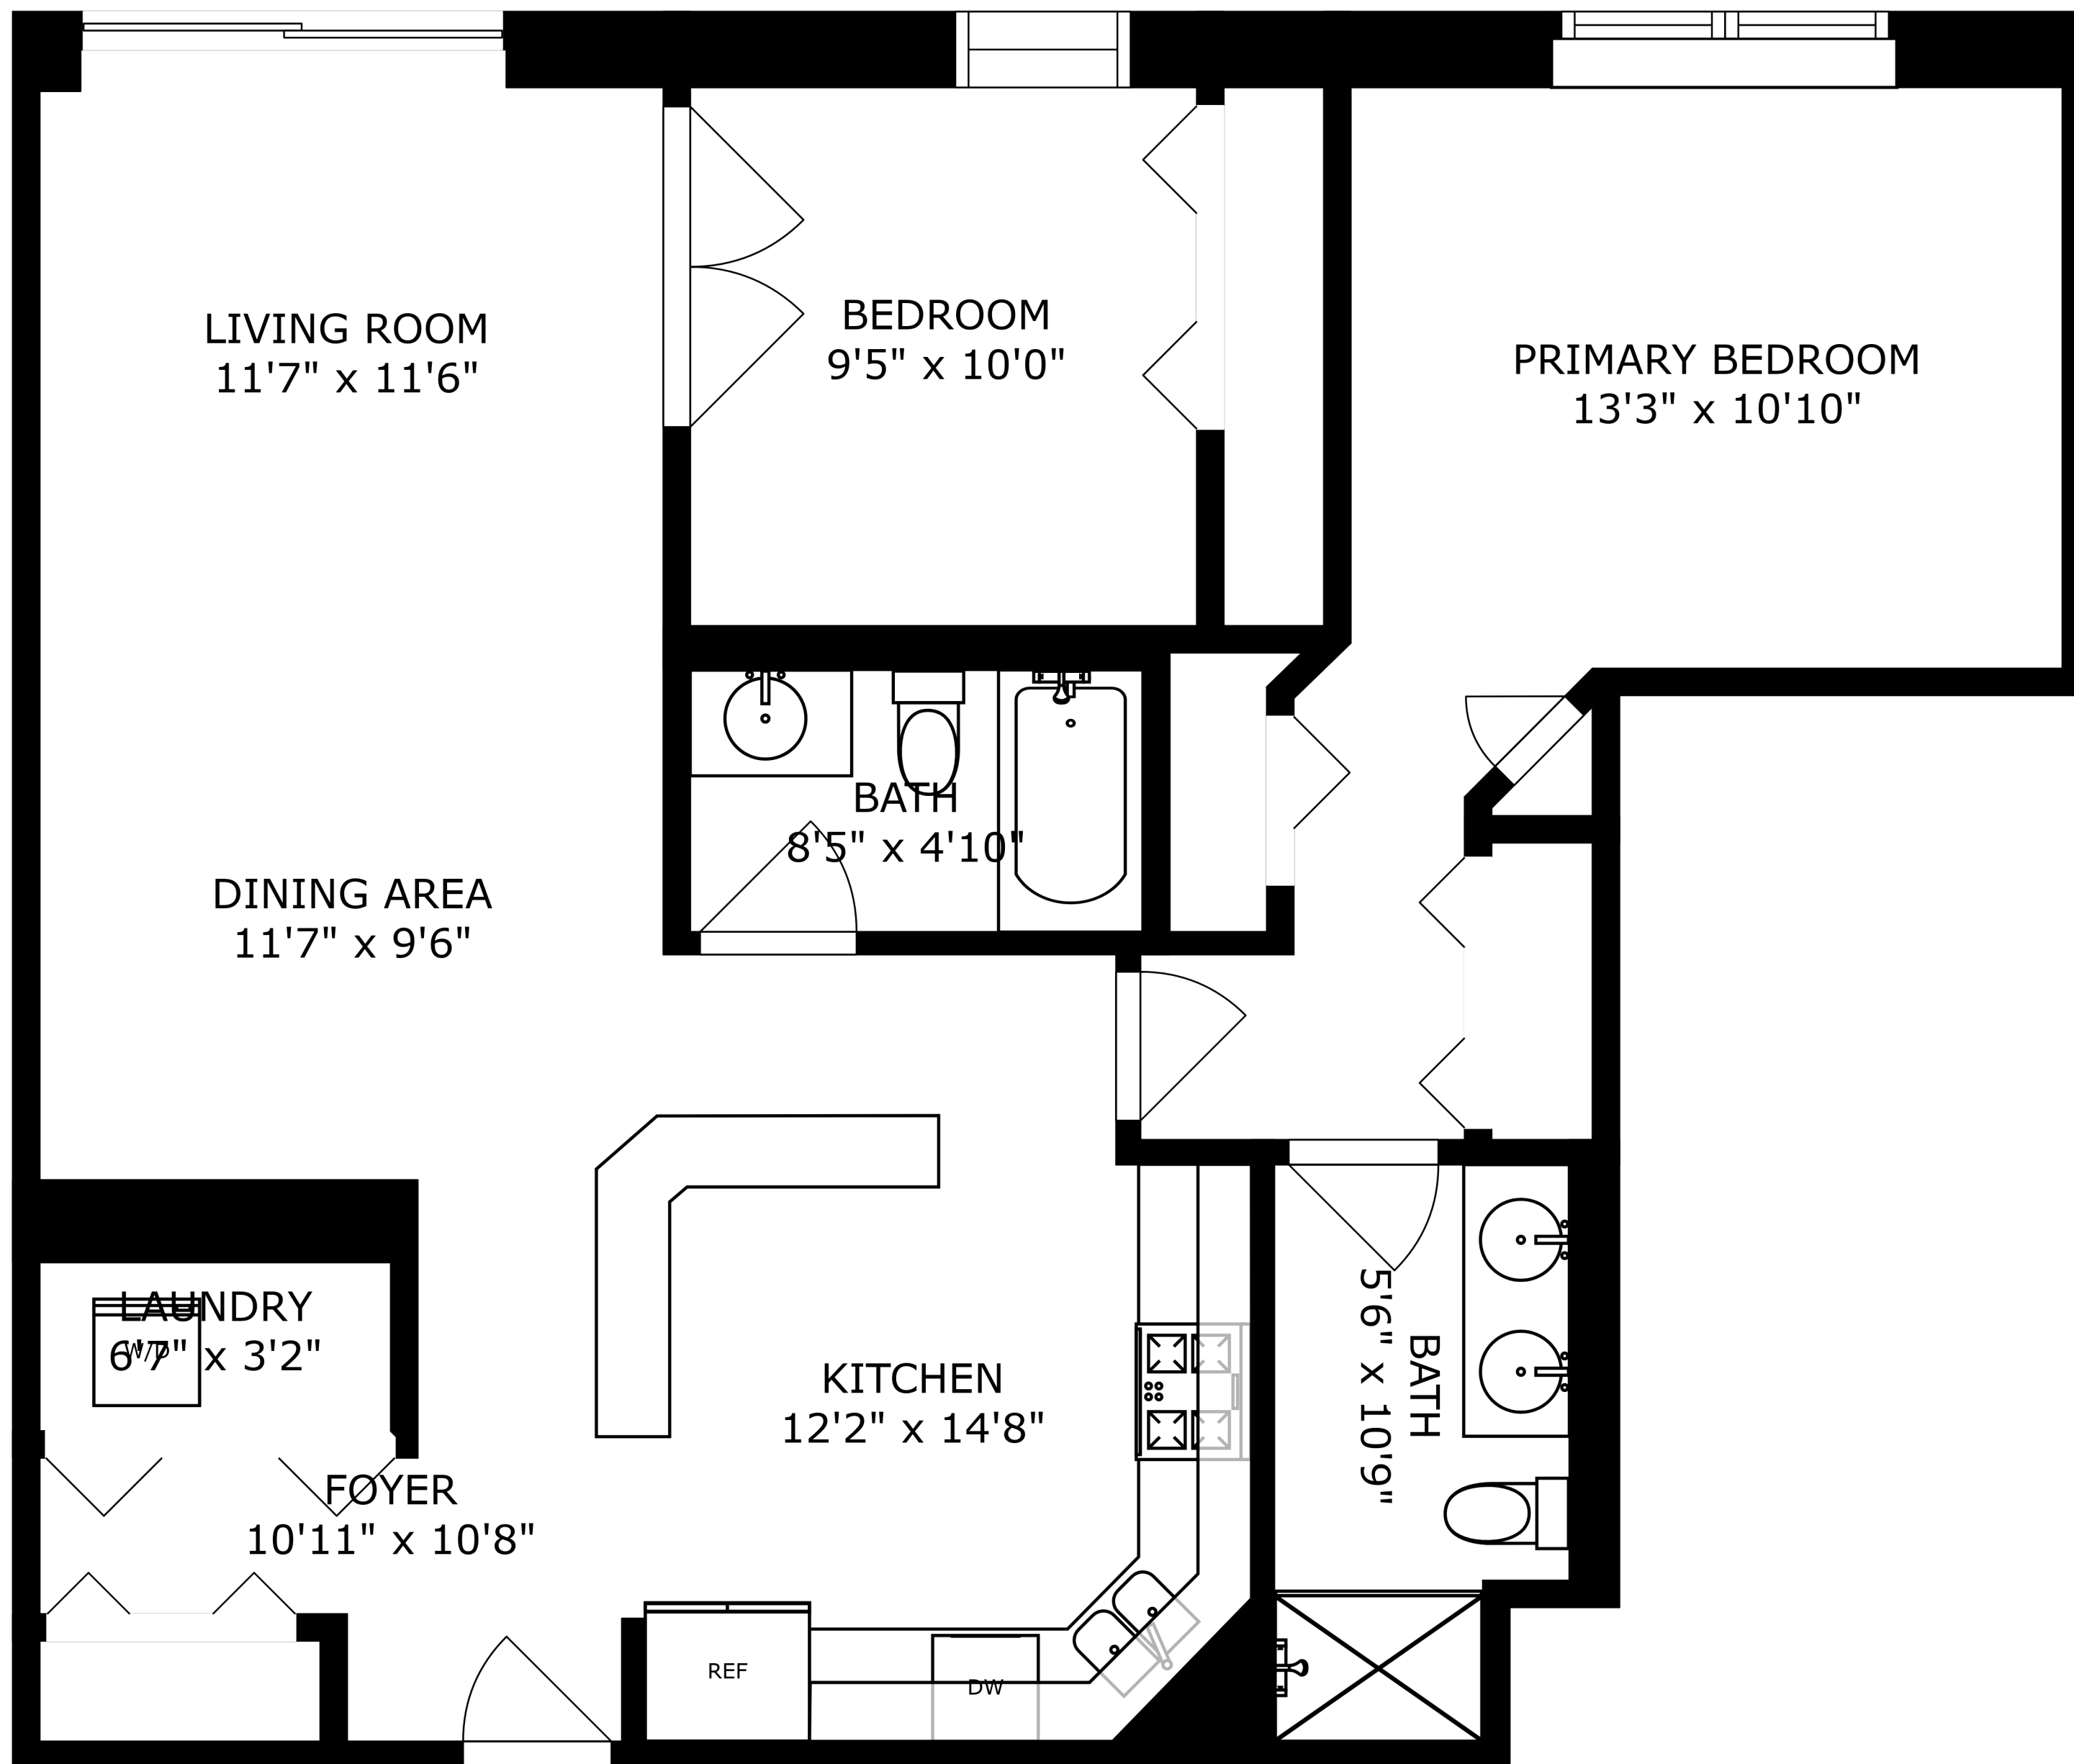 LIVING ROOM
11'7" x 11'6"
BEDROOM
9'5" x 10'0"
PRIMARY BEDROOM
13'3" x 10'10"
BATH
8'5" x 4'10"
DINING AREA
11'7" x 9'6"
LAUNDRY
6'7" x 3'2"
W/D
KITCHEN
12'2" x 14'8"
BATH
5'6" x 10'9"
FOYER
10'11" x 10'8"
REF
DW